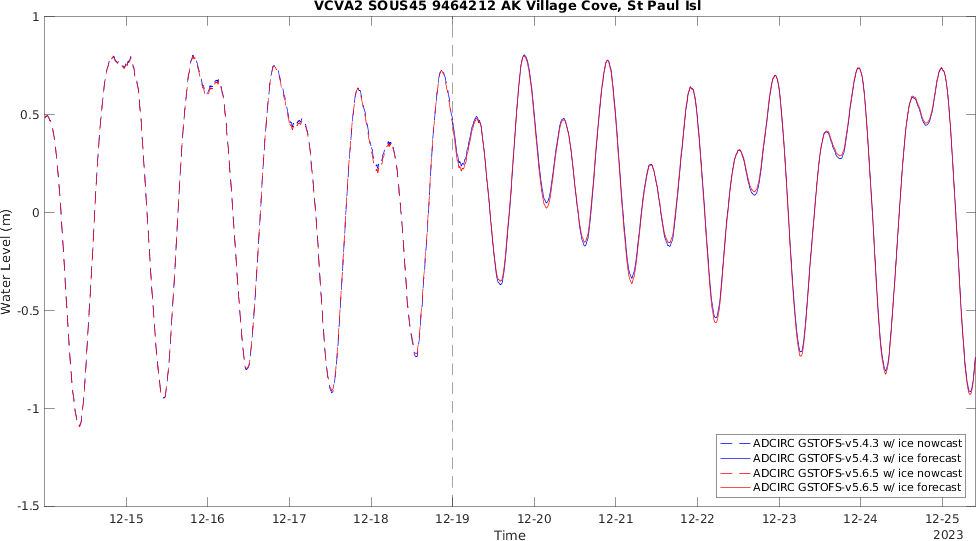 VCVA2 SOUS45 9464212 AK Village Cove, St Paul Isl
1
0.5
0
-0.5
-1
-1.5
Water Level (m)
12-15 12-16 12-17 12-18 12-19 12-20 12-21 12-22 12-23 12-24 12-25
Time
2023
ADCIRC GSTOFS-v5.4.3 w/ ice nowcast
ADCIRC GSTOFS-v5.4.3 w/ ice forecast
ADCIRC GSTOFS-v5.6.5 w/ ice nowcast
ADCIRC GSTOFS-v5.6.5 w/ ice forecast